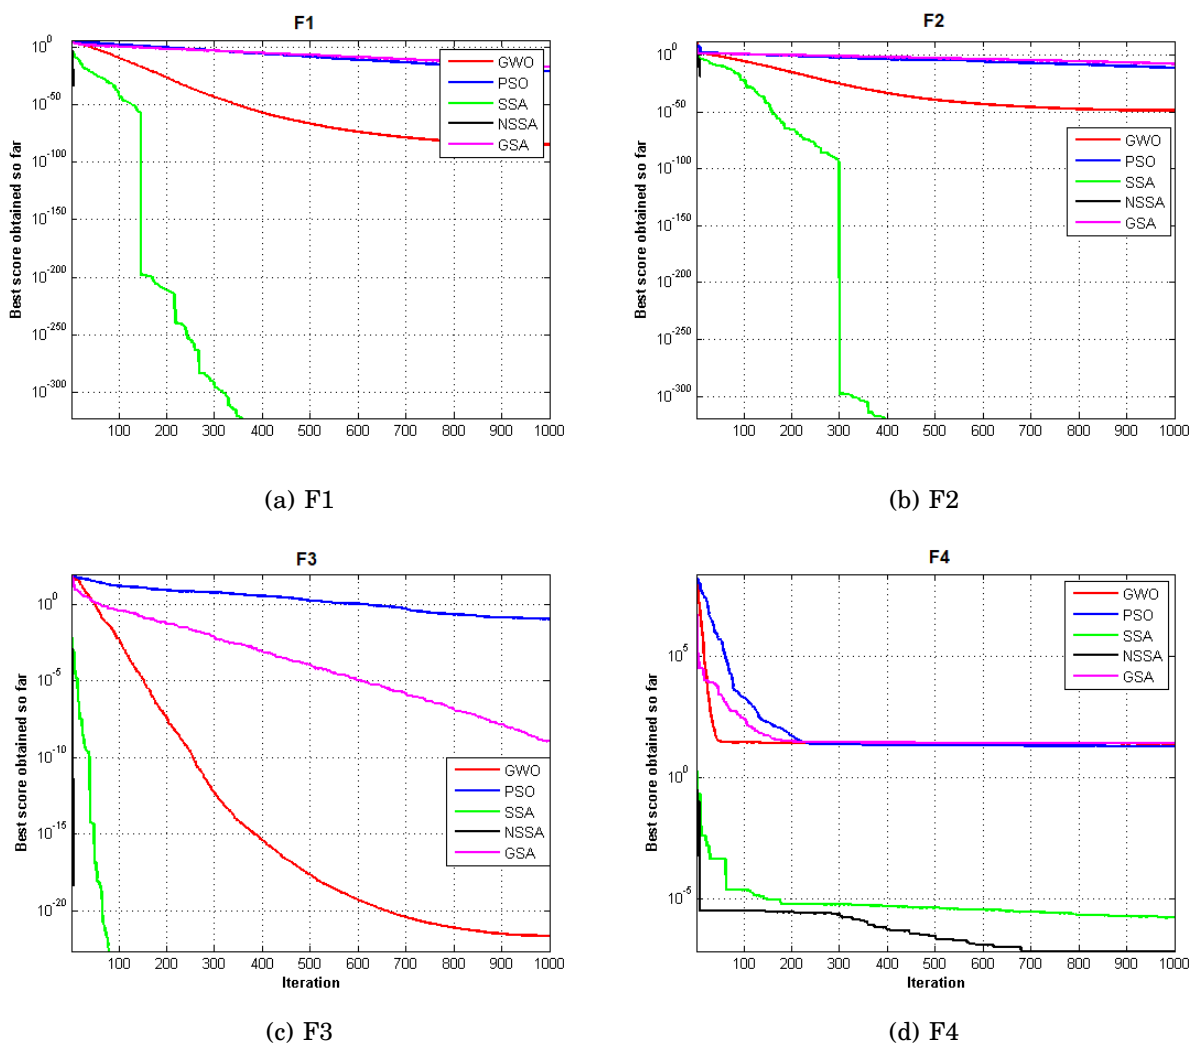 F1
Best score obtained so far
10^0
10^-50
10^-100
10^-150
10^-200
10^-250
10^-300
GWO
PSO
SSA
NSSA
GSA
100 200 300 400 500 600 700 800 900 1000
(a) F1
F2
Best score obtained so far
10^0
10^-50
10^-100
10^-150
10^-200
10^-250
10^-300
GWO
PSO
SSA
NSSA
GSA
100 200 300 400 500 600 700 800 900 1000
(b) F2
F3
Best score obtained so far
10^0
10^-5
10^-10
10^-15
10^-20
GWO
PSO
SSA
NSSA
GSA
100 200 300 400 500 600 700 800 900 1000
Iteration
(c) F3
F4
Best score obtained so far
10^5
10^0
10^-5
GWO
PSO
SSA
NSSA
GSA
100 200 300 400 500 600 700 800 900 1000
Iteration
(d) F4